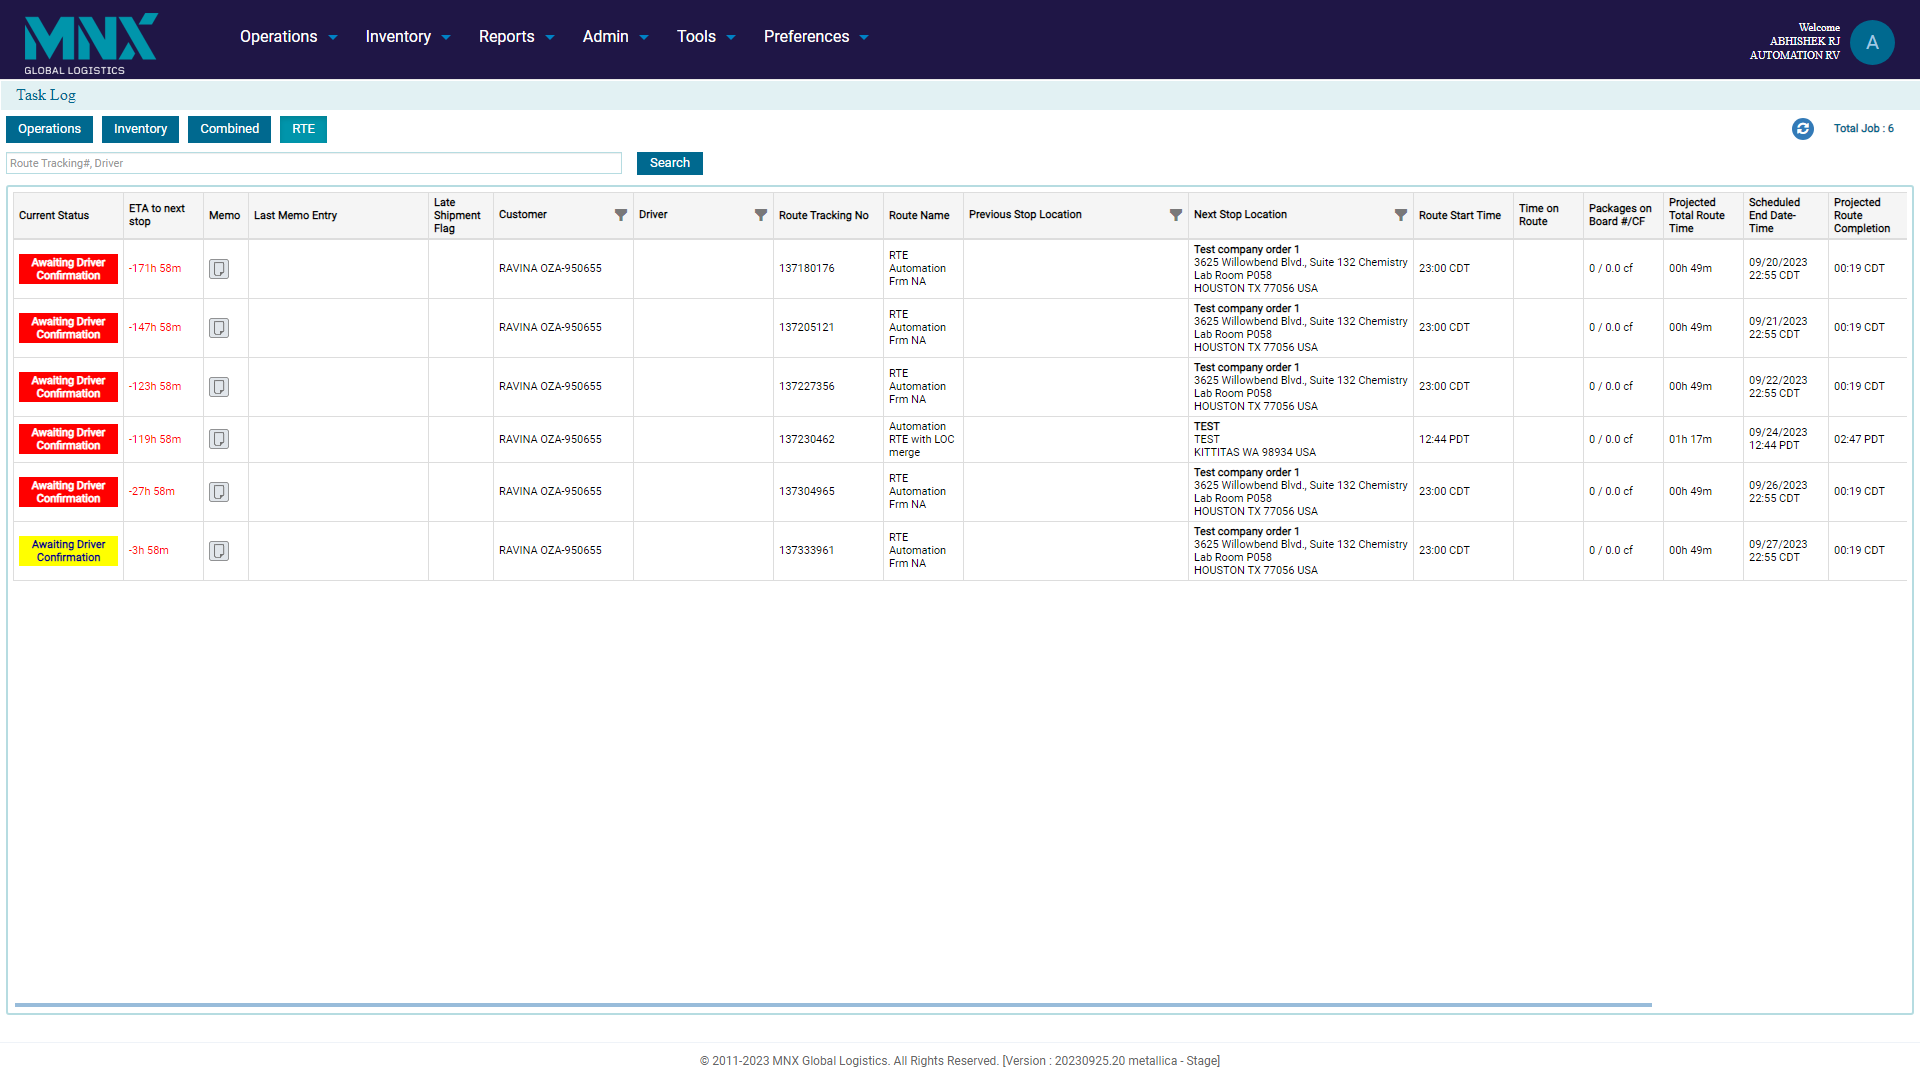 MNX
GLOBAL LOGISTICS
Operations Inventory Reports Admin Tools Preferences
Welcome
ABHISHEK RJ
AUTOMATION RV
A
Task Log
Operations Inventory Combined RTE
Total Job : 6
Route Tracking#, Driver
Search
Current Status
ETA to next
stop
Memo
Last Memo Entry
Late
Shipment
Flag
Customer
Driver
Route Tracking No
Route Name
Previous Stop Location
Next Stop Location
Route Start Time
Time on
Route
Packages on
Board #/CF
Projected
Total Route
Time
Scheduled
End Date-
Time
Projected
Route
Completion
Awaiting Driver
Confirmation
-171h 58m
RAVINA OZA-950655
137180176
RTE
Automation
Frm NA
Test company order 1
3625 Willowbend Blvd., Suite 132 Chemistry
Lab Room P058
HOUSTON TX 77056 USA
23:00 CDT
0 / 0.0 cf
00h 49m
09/20/2023
22:55 CDT
00:19 CDT
Awaiting Driver
Confirmation
-147h 58m
RAVINA OZA-950655
137205121
RTE
Automation
Frm NA
Test company order 1
3625 Willowbend Blvd., Suite 132 Chemistry
Lab Room P058
HOUSTON TX 77056 USA
23:00 CDT
0 / 0.0 cf
00h 49m
09/21/2023
22:55 CDT
00:19 CDT
Awaiting Driver
Confirmation
-123h 58m
RAVINA OZA-950655
137227356
RTE
Automation
Frm NA
Test company order 1
3625 Willowbend Blvd., Suite 132 Chemistry
Lab Room P058
HOUSTON TX 77056 USA
23:00 CDT
0 / 0.0 cf
00h 49m
09/22/2023
22:55 CDT
00:19 CDT
Awaiting Driver
Confirmation
-119h 58m
RAVINA OZA-950655
137230462
Automation
RTE with LOC
merge
TEST
TEST
KITTITAS WA 98934 USA
12:44 PDT
0 / 0.0 cf
01h 17m
09/24/2023
12:44 PDT
02:47 PDT
Awaiting Driver
Confirmation
-27h 58m
RAVINA OZA-950655
137304965
RTE
Automation
Frm NA
Test company order 1
3625 Willowbend Blvd., Suite 132 Chemistry
Lab Room P058
HOUSTON TX 77056 USA
23:00 CDT
0 / 0.0 cf
00h 49m
09/26/2023
22:55 CDT
00:19 CDT
Awaiting Driver
Confirmation
-3h 58m
RAVINA OZA-950655
137333961
RTE
Automation
Frm NA
Test company order 1
3625 Willowbend Blvd., Suite 132 Chemistry
Lab Room P058
HOUSTON TX 77056 USA
23:00 CDT
0 / 0.0 cf
00h 49m
09/27/2023
22:55 CDT
00:19 CDT
© 2011-2023 MNX Global Logistics. All Rights Reserved. [Version : 20230925.20 metallica - Stage]